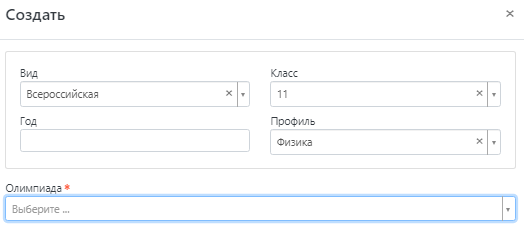 Создать
Вид
Класс
Всероссийская
11
Год
Профиль
Физика
Олимпиада *
Выберите ...